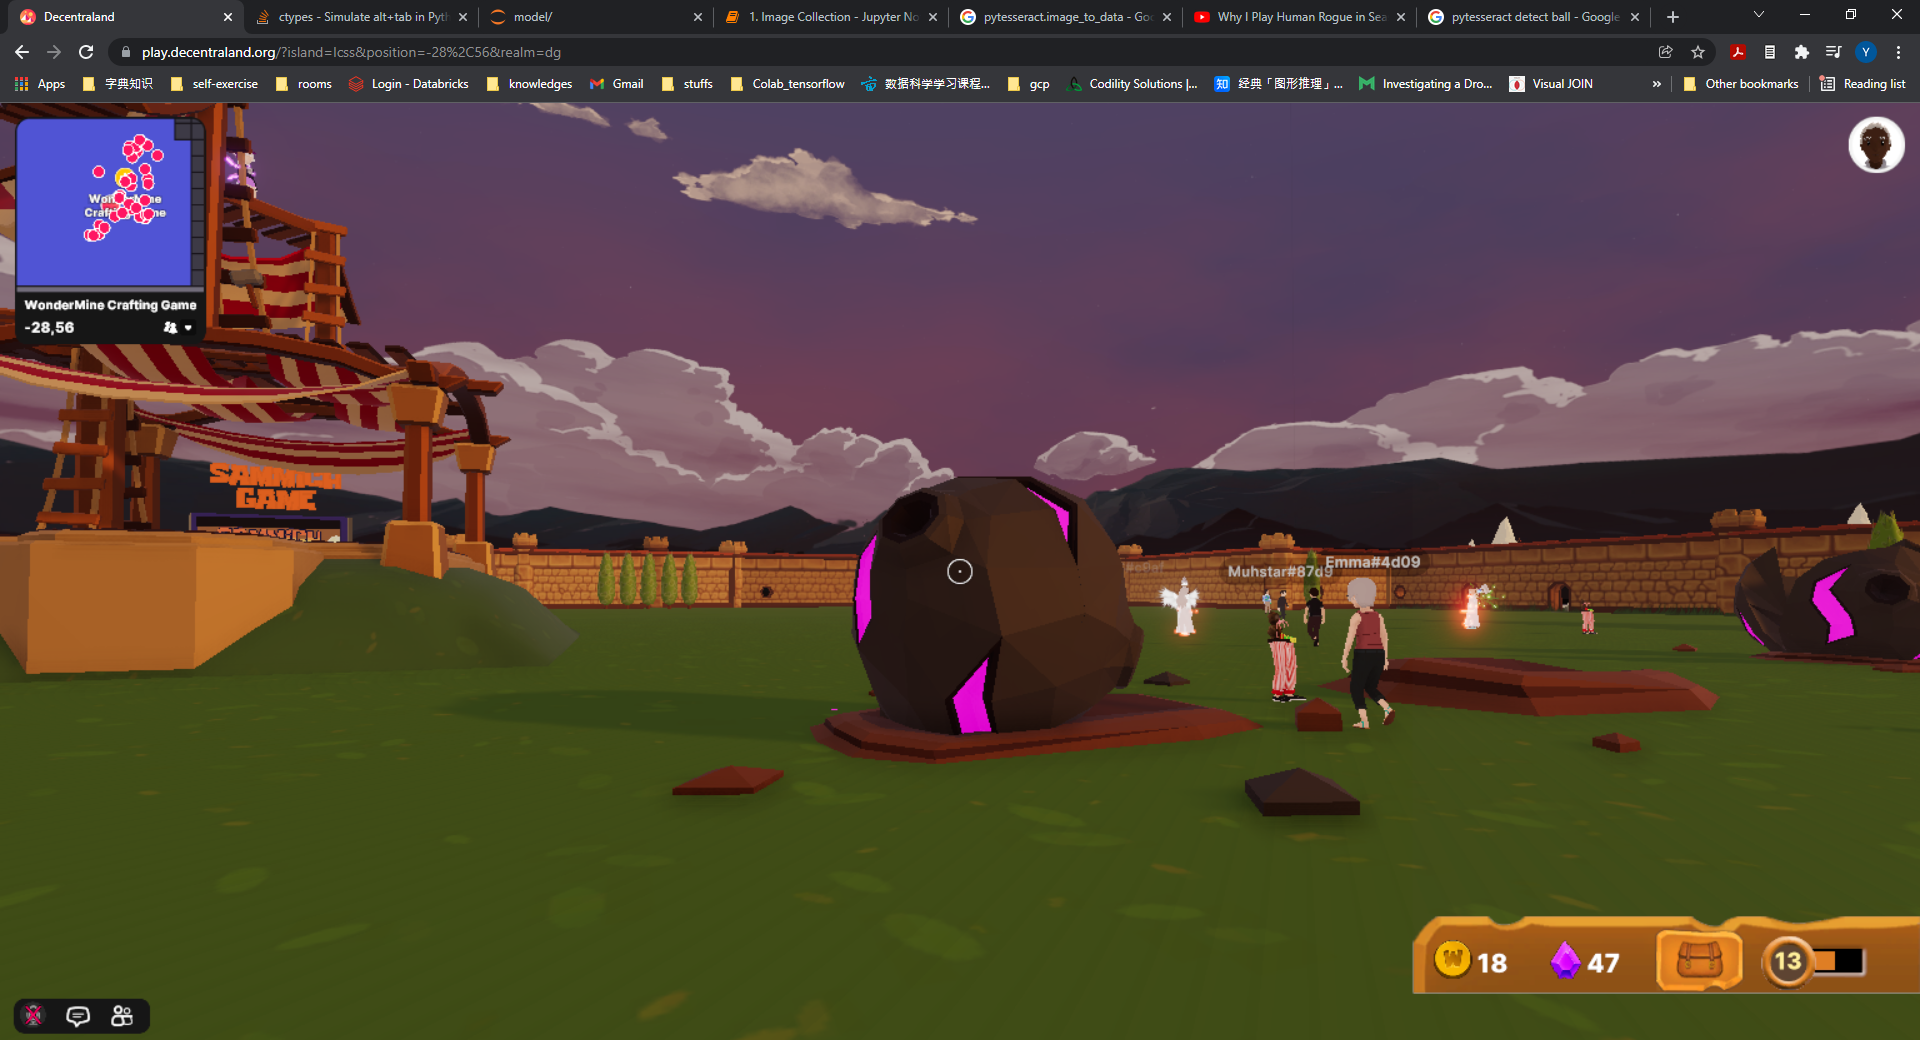 Decentraland
ctypes - Simulate alt+tab in Pyth
model/
1. Image Collection - Jupyter No
pytesseract.image_to_data - Goo
Why I Play Human Rogue in Sea
pytesseract detect ball - Google
play.decentraland.org/?island=Icss&position=-28%2C56&realm=dg
Y
Apps
字典知识
self-exercise
rooms
Login - Databricks
knowledges
Gmail
stuffs
Colab_tensorflow
数据科学学习课程...
gcp
Codility Solutions |...
知
经典「图形推理」...
Investigating a Dro...
Visual JOIN
»
Other bookmarks
Reading list
WonderMine Crafting Game
-28,56
SAMMICH
GAME
Muhstar#87d9
Emma#4d09
W
18
47
13